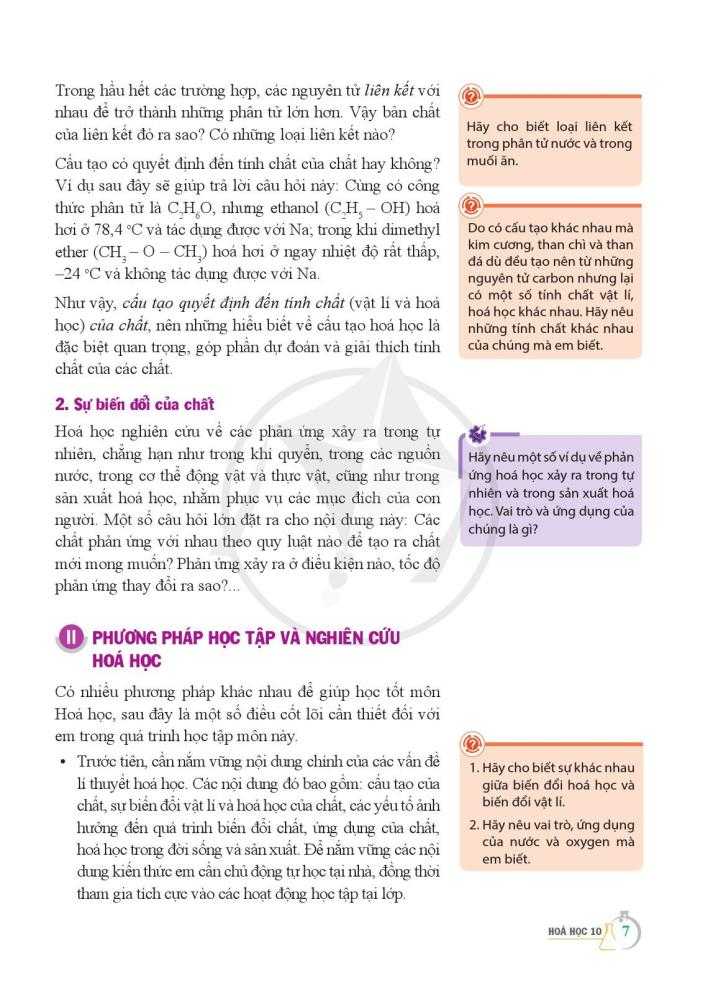 Trong hầu hết các trường hợp, các nguyên tử liên kết với
nhau để trở thành những phân tử lớn hơn. Vậy bản chất
của liên kết đó ra sao? Có những loại liên kết nào?
Hãy cho biết loại liên kết
trong phân tử nước và trong
muối ăn.
Cấu tạo có quyết định đến tính chất của chất hay không?
Ví dụ sau đây sẽ giúp trả lời câu hỏi này: Cùng có công
thức phân tử là C₂H₆O, nhưng ethanol (C₂H₅ – OH) hoá
hơi ở 78,4 °C và tác dụng được với Na; trong khi dimethyl
ether (CH₃ – O – CH₃) hoá hơi ở ngay nhiệt độ rất thấp,
–24 °C và không tác dụng được với Na.
Như vậy, cấu tạo quyết định đến tính chất (vật lí và hoá
học) của chất, nên những hiểu biết về cấu tạo hoá học là
đặc biệt quan trọng, góp phần dự đoán và giải thích tính
chất của các chất.
Do có cấu tạo khác nhau mà
kim cương, than chì và than
đá dù đều tạo nên từ những
nguyên tử carbon nhưng lại
có một số tính chất vật lí,
hoá học khác nhau. Hãy nêu
những tính chất khác nhau
của chúng mà em biết.
2. Sự biến đổi của chất
Hoá học nghiên cứu về các phản ứng xảy ra trong tự
nhiên, chẳng hạn như trong khí quyển, trong các nguồn
nước, trong cơ thể động vật và thực vật, cũng như trong
sản xuất hoá học, nhằm phục vụ các mục đích của con
người. Một số câu hỏi lớn đặt ra cho nội dung này: Các
chất phản ứng với nhau theo quy luật nào để tạo ra chất
mới mong muốn? Phản ứng xảy ra ở điều kiện nào, tốc độ
phản ứng thay đổi ra sao?...
Hãy nêu một số ví dụ về phản
ứng hoá học xảy ra trong tự
nhiên và trong sản xuất hoá
học. Vai trò và ứng dụng của
chúng là gì?
II PHƯƠNG PHÁP HỌC TẬP VÀ NGHIÊN CỨU
HOÁ HỌC
Có nhiều phương pháp khác nhau để giúp học tốt môn
Hoá học, sau đây là một số điều cốt lõi cần thiết đối với
em trong quá trình học tập môn này.
• Trước tiên, cần nắm vững nội dung chính của các vấn đề
lí thuyết hoá học. Các nội dung đó bao gồm: cấu tạo của
chất, sự biến đổi vật lí và hoá học của chất, các yếu tố ảnh
hưởng đến quá trình biến đổi chất, ứng dụng của chất,
hoá học trong đời sống và sản xuất. Để nắm vững các nội
dung kiến thức em cần chủ động tự học tại nhà, đồng thời
tham gia tích cực vào các hoạt động học tập tại lớp.
1. Hãy cho biết sự khác nhau
giữa biến đổi hoá học và
biến đổi vật lí.
2. Hãy nêu vai trò, ứng dụng
của nước và oxygen mà
em biết.
HOÁ HỌC 10 7